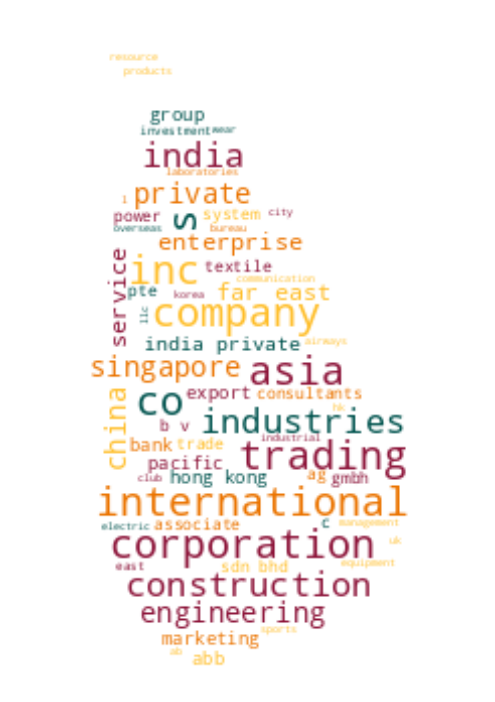 resource
products
group
investment wear
india
laboratories
l private
power s system city
overseas bureau
enterprise
service inc textile
communication
pte korea far east
llc company
india private airways
singapore asia
china co export consultants
hk
b v industries
industrial
bank trade trading
pacific
club hong kong ag gmbh
international
electric associate c management
corporation uk
east sdn bhd equipment
construction
engineering
marketing sports
ab abb